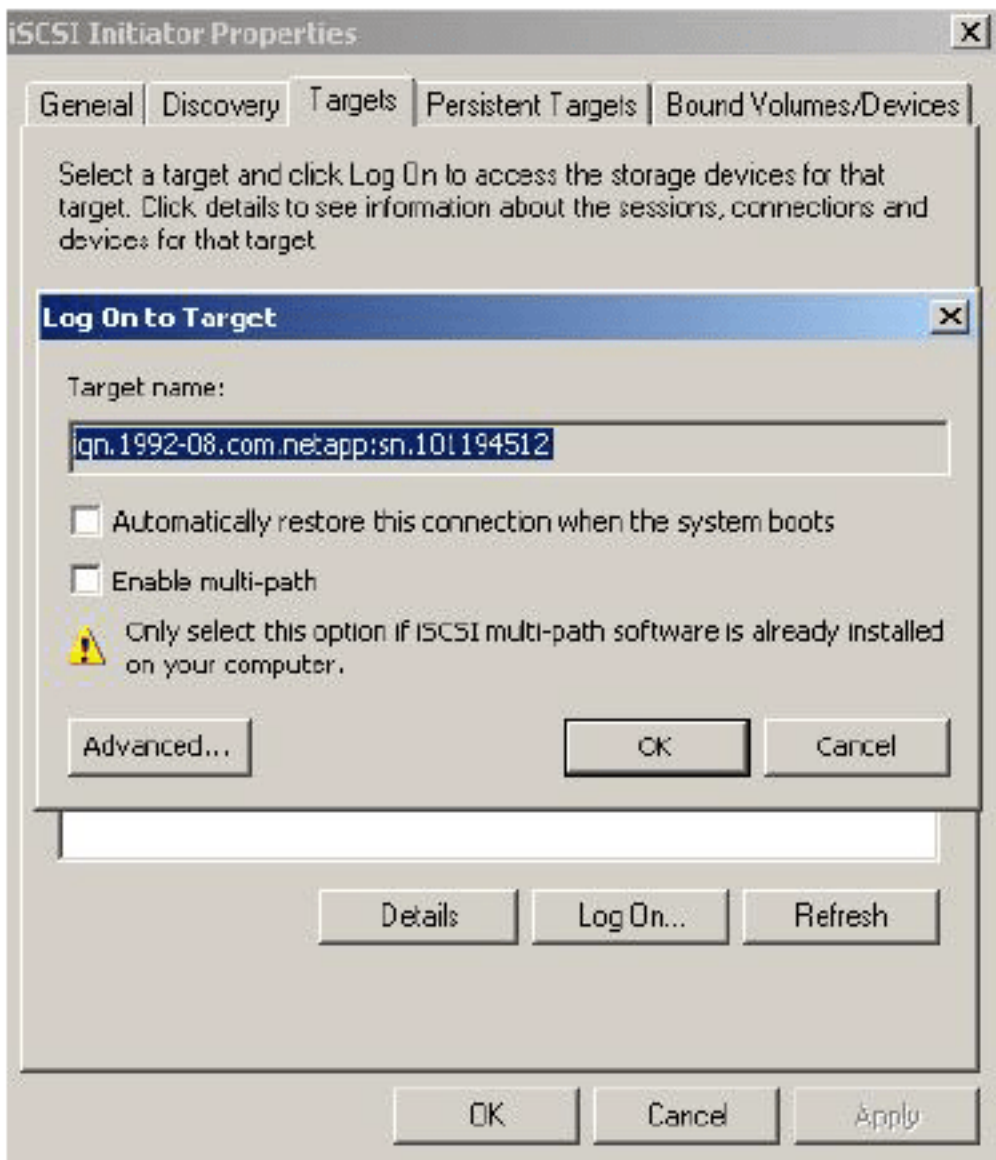 iSCSI Initiator Properties
General Discovery Targets Persistent Targets Bound Volumes/Devices
Select a target and click Log On to access the storage devices for that
target. Click details to see information about the sessions, connections and
devices for that target
Log On to Target
Target name:
iqn.1992-08.com.netapp:sn.101194512
Automatically restore this connection when the system boots
Enable multi-path
Only select this option if iSCSI multi-path software is already installed
on your computer.
Advanced... OK Cancel
Details Log On... Refresh
OK Cancel Apply